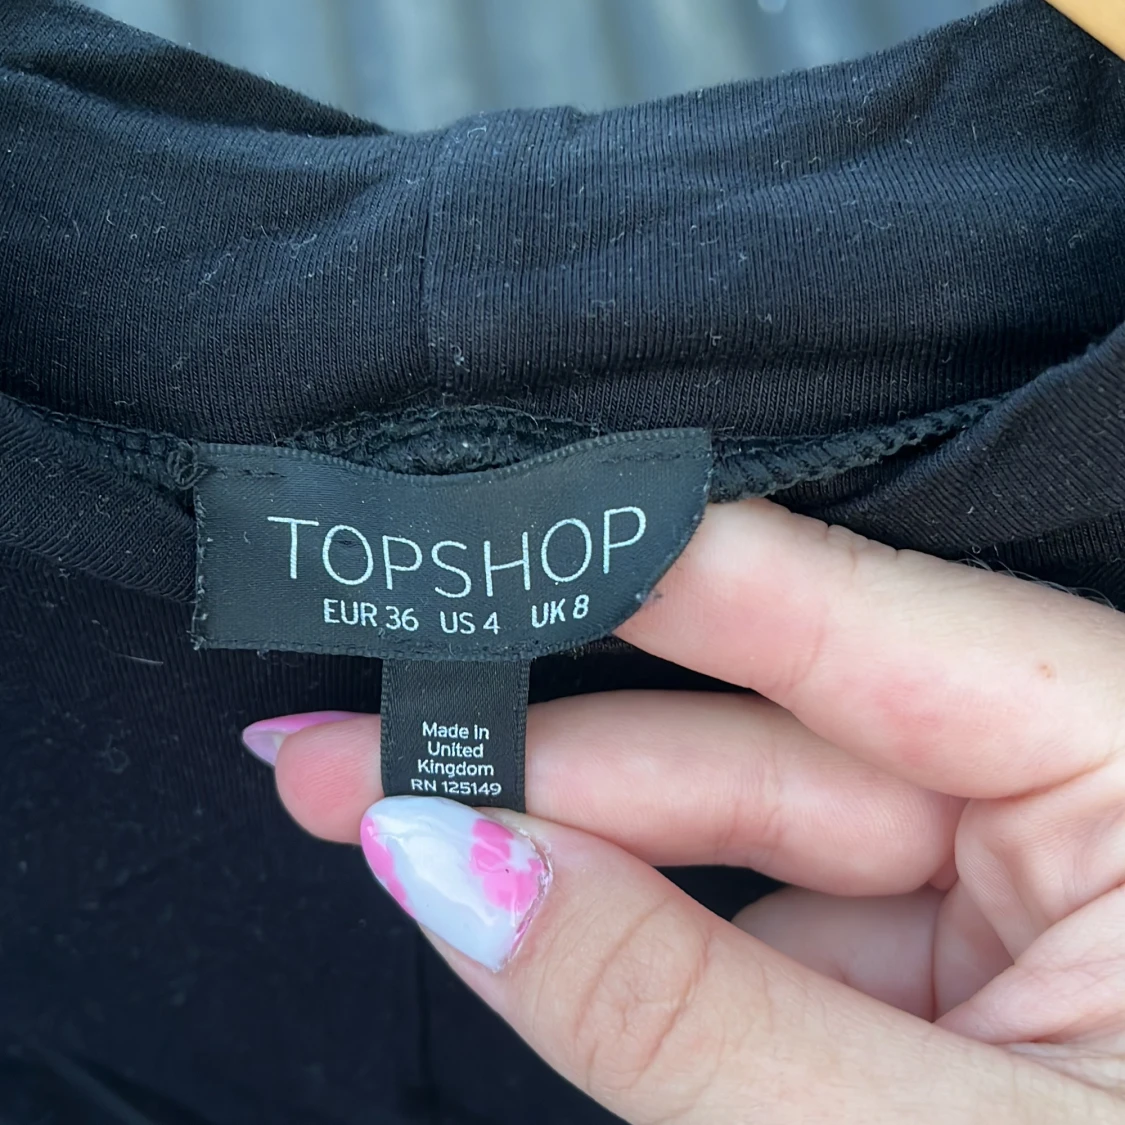 TOPSHOP
EUR 36 US 4 UK 8
Made in
United
Kingdom
RN 125149